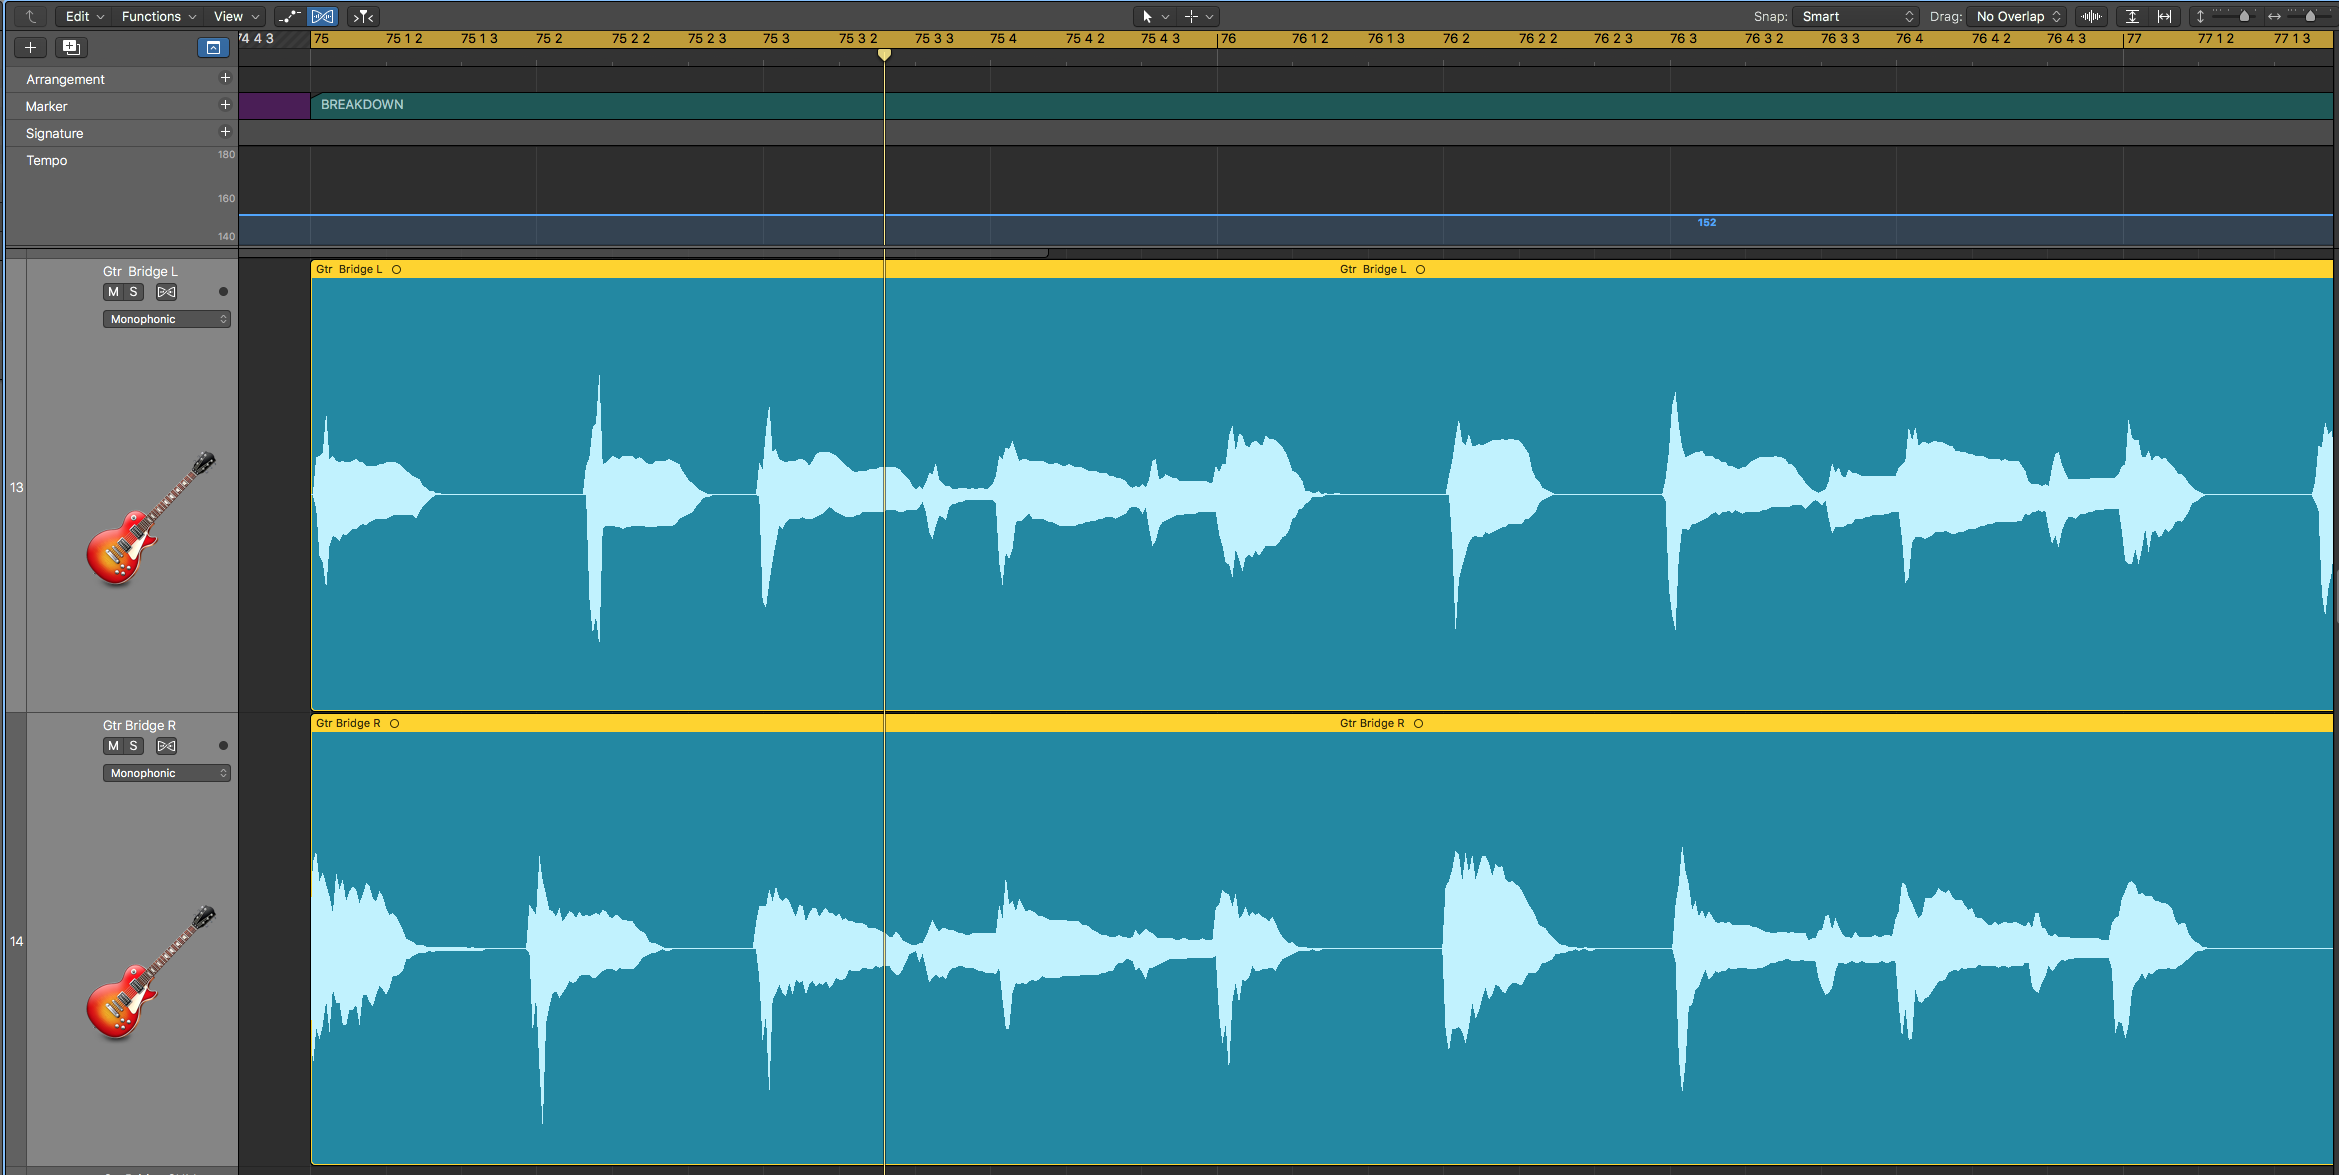 Edit Functions View Snap: Smart Drag: No Overlap
74 4 3 75 75 1 2 75 1 3 75 2 75 2 2 75 2 3 75 3 75 3 2 75 3 3 75 4 75 4 2 75 4 3 76 76 1 2 76 1 3 76 2 76 2 2 76 2 3 76 3 76 3 2 76 3 3 76 4 76 4 2 76 4 3 77 77 1 2 77 1 3
Arrangement
Marker BREAKDOWN
Signature
Tempo 180
160
152
140
Gtr Bridge L Gtr Bridge L Gtr Bridge L
M S
Monophonic
13
Gtr Bridge R Gtr Bridge R Gtr Bridge R
M S
Monophonic
14